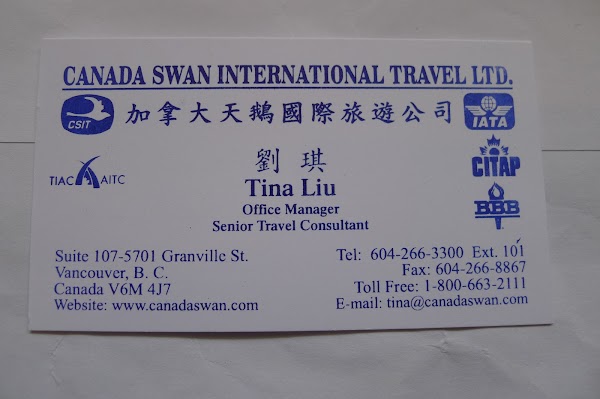 CANADA SWAN INTERNATIONAL TRAVEL LTD.
CSIT
加拿大天鵝國際旅遊公司
IATA
TIAC AITC
劉琪
CITAP
Tina Liu
Office Manager
BBB
Senior Travel Consultant
Suite 107-5701 Granville St.
Vancouver, B. C.
Canada V6M 4J7
Website: www.canadaswan.com
Tel: 604-266-3300 Ext. 101
Fax: 604-266-8867
Toll Free: 1-800-663-2111
E-mail: tina@canadaswan.com